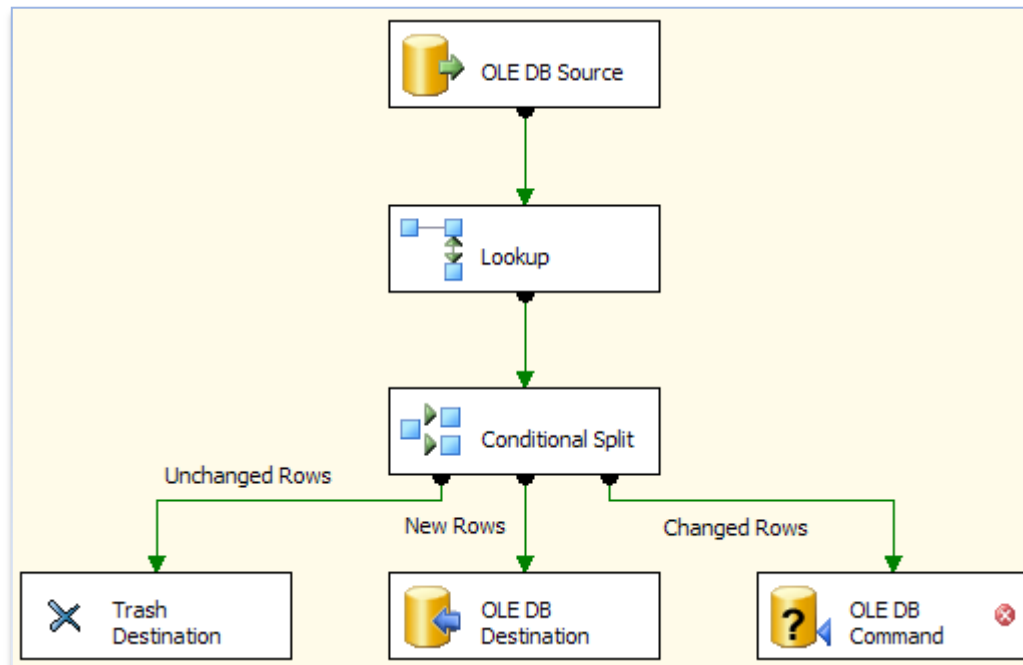 OLE DB Source
Lookup
Conditional Split
Unchanged Rows
New Rows
Changed Rows
Trash
Destination
OLE DB
Destination
?
OLE DB
Command